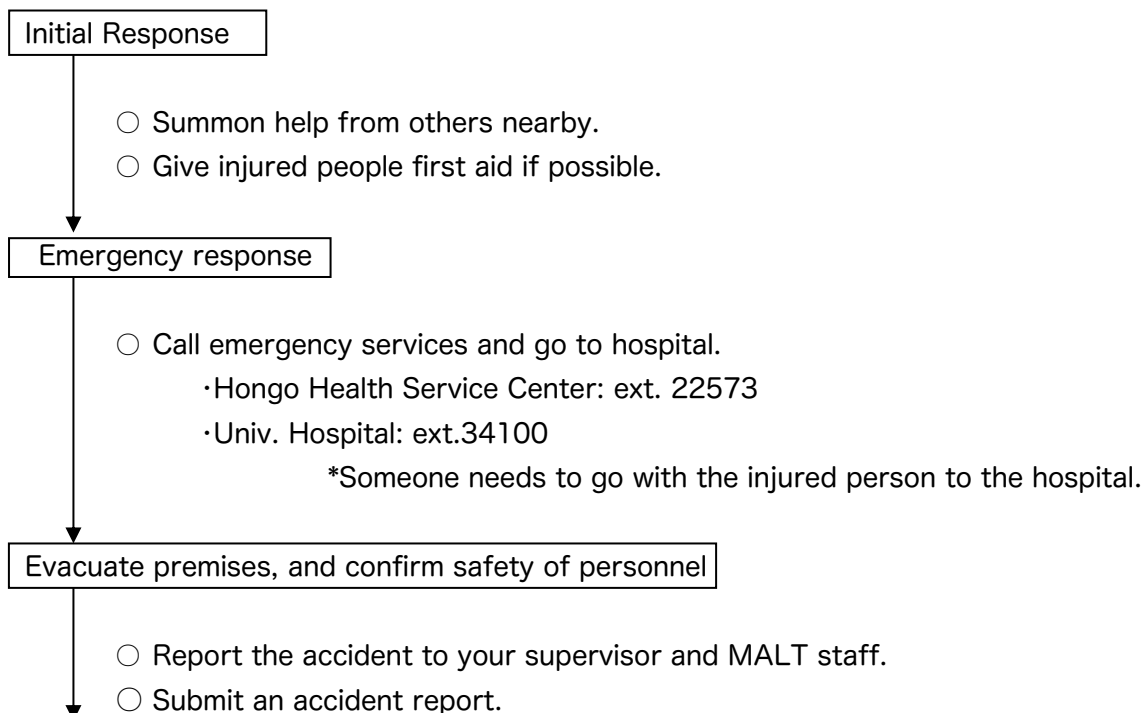 Initial Response
○ Summon help from others nearby.
○ Give injured people first aid if possible.
Emergency response
○ Call emergency services and go to hospital.
・Hongo Health Service Center: ext. 22573
・Univ. Hospital: ext.34100
*Someone needs to go with the injured person to the hospital.
Evacuate premises, and confirm safety of personnel
○ Report the accident to your supervisor and MALT staff.
○ Submit an accident report.